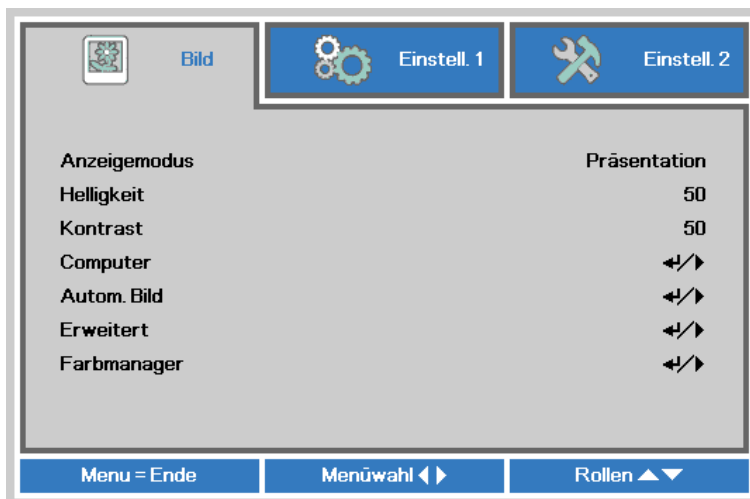 Bild
Einstell. 1
Einstell. 2
Anzeigemodus Präsentation
Helligkeit 50
Kontrast 50
Computer
Autom. Bild
Erweitert
Farbmanager
Menu = Ende
Menüwahl
Rollen